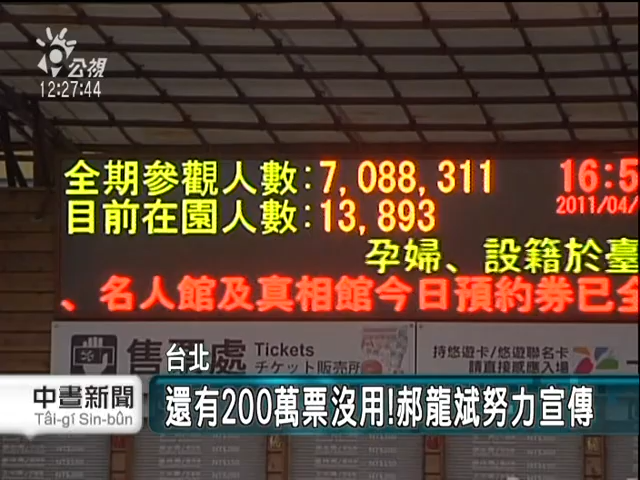 公視
12:27:44
全期參觀人數:7,088,311
16:5
目前在園人數:13,893
2011/04/
孕婦、設籍於臺
、名人館及真相館今日預約券已全
售票處
Tickets
チケット販売所
持悠遊卡/悠遊聯名卡
請直接感應入場
台北
中晝新聞
Tâi-gí Sin-bûn
還有200萬票沒用!郝龍斌努力宣傳